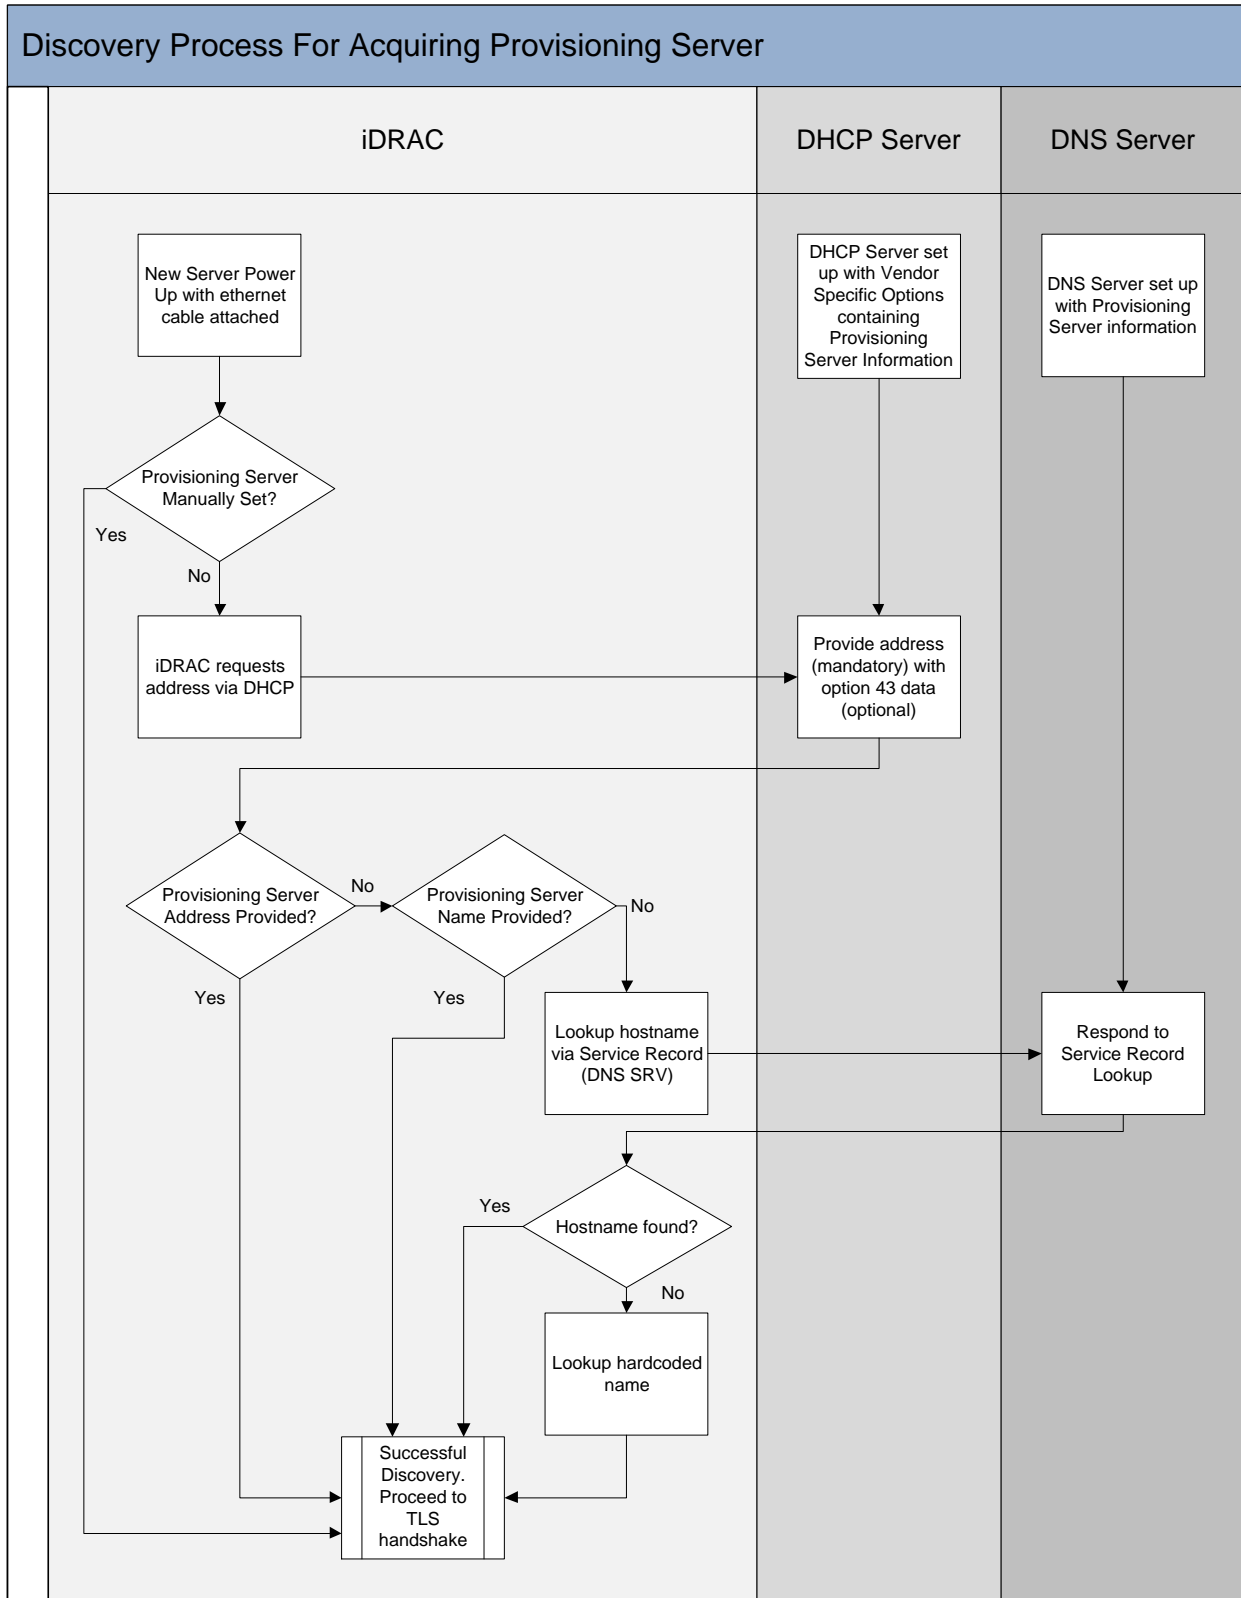 Discovery Process For Acquiring Provisioning Server
iDRAC
DHCP Server
DNS Server
New Server Power
Up with ethernet
cable attached
DHCP Server set
up with Vendor
Specific Options
containing
Provisioning
Server Information
DNS Server set up
with Provisioning
Server information
Provisioning Server
Manually Set?
Yes
No
iDRAC requests
address via DHCP
Provide address
(mandatory) with
option 43 data
(optional)
Provisioning Server
Address Provided?
No
Provisioning Server
Name Provided?
No
Yes
Yes
Lookup hostname
via Service Record
(DNS SRV)
Respond to
Service Record
Lookup
Yes
Hostname found?
No
Lookup hardcoded
name
Successful
Discovery.
Proceed to
TLS
handshake